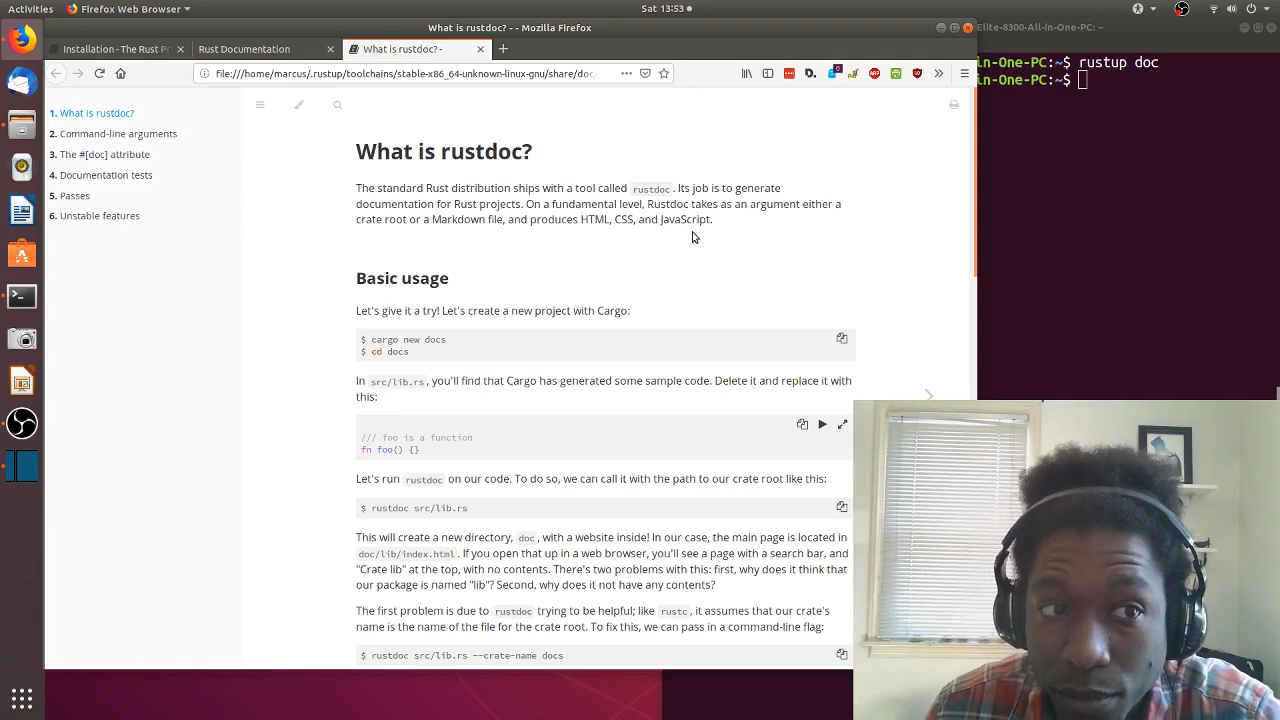 Activities
Firefox Web Browser
Sat 13:53
What is rustdoc? - - Mozilla Firefox
Elite-8300-All-in-One-PC: ~
Installation - The Rust Pr
Rust Documentation
What is rustdoc? -
in-One-PC:~$ rustup doc
file:///home/marcus/.rustup/toolchains/stable-x86_64-unknown-linux-gnu/share/doc
0
in-One-PC:~$
1. What is rustdoc?
2. Command-line arguments
3. The #[doc] attribute
4. Documentation tests
5. Passes
6. Unstable features
What is rustdoc?
The standard Rust distribution ships with a tool called rustdoc. Its job is to generate
documentation for Rust projects. On a fundamental level, Rustdoc takes as an argument either a
crate root or a Markdown file, and produces HTML, CSS, and JavaScript.
Basic usage
Let's give it a try! Let's create a new project with Cargo:
$ cargo new docs
$ cd docs
In src/lib.rs, you'll find that Cargo has generated some sample code. Delete it and replace it with
this:
/// foo is a function
fn foo() {}
Let's run rustdoc on our code. To do so, we can call it with the path to our crate root like this:
$ rustdoc src/lib.rs
This will create a new directory, doc, with a website inside! In our case, the main page is located in
doc/lib/index.html. If you open that up in a web browser, you'll see a page with a search bar, and
"Crate lib" at the top, with no contents. There's two problems with this: first, why does it think that
our package is named "lib"? Second, why does it not have any contents?
The first problem is due to rustdoc trying to be helpful; like rustc, it assumes that our crate's
name is the name of the file for the crate root. To fix this, we can pass in a command-line flag:
$ rustdoc src/lib.rs --crate-name docs